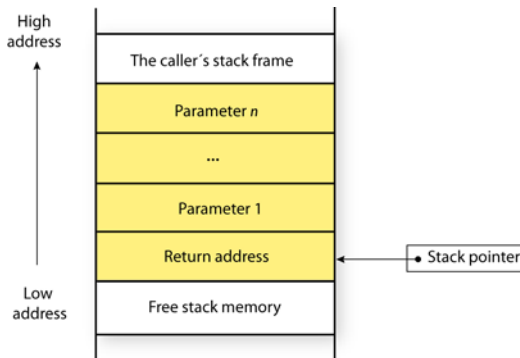 High
address
The caller´s stack frame
Parameter n
...
Parameter 1
Return address
Stack pointer
Low
address
Free stack memory